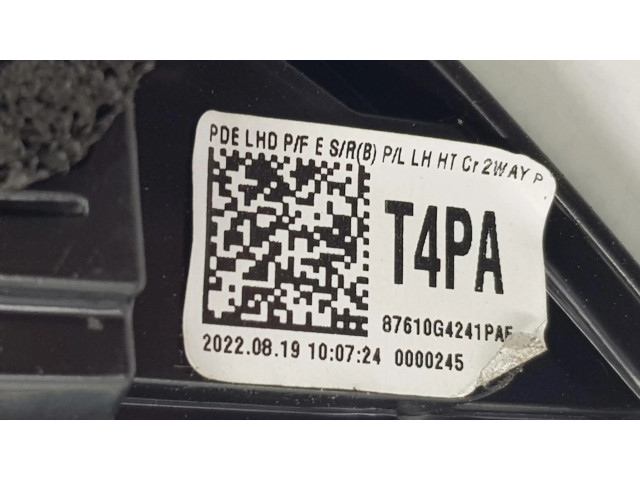 PDE LHD P/F E S/R(B) P/L LH HT Cr 2WAY P
T4PA
87610G4241PAE
2022.08.19 10:07:24 0000245